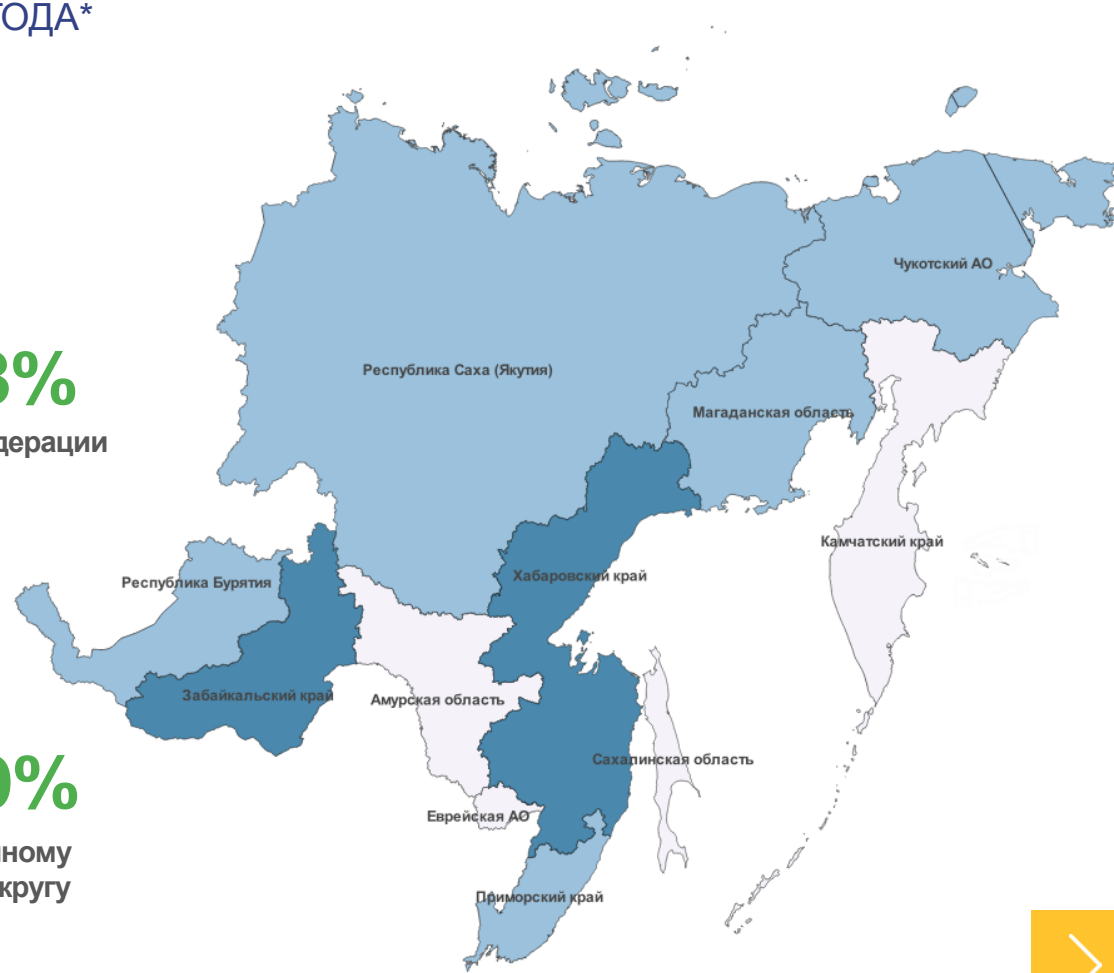 ГОДА*
Чукотский АО
Республика Саха (Якутия)
3%
дерации
Магаданская область
Камчатский край
Хабаровский край
Республика Бурятия
Забайкальский край
Амурская область
Сахалинская область
0%
Еврейская АО
ному
кругу
Приморский край